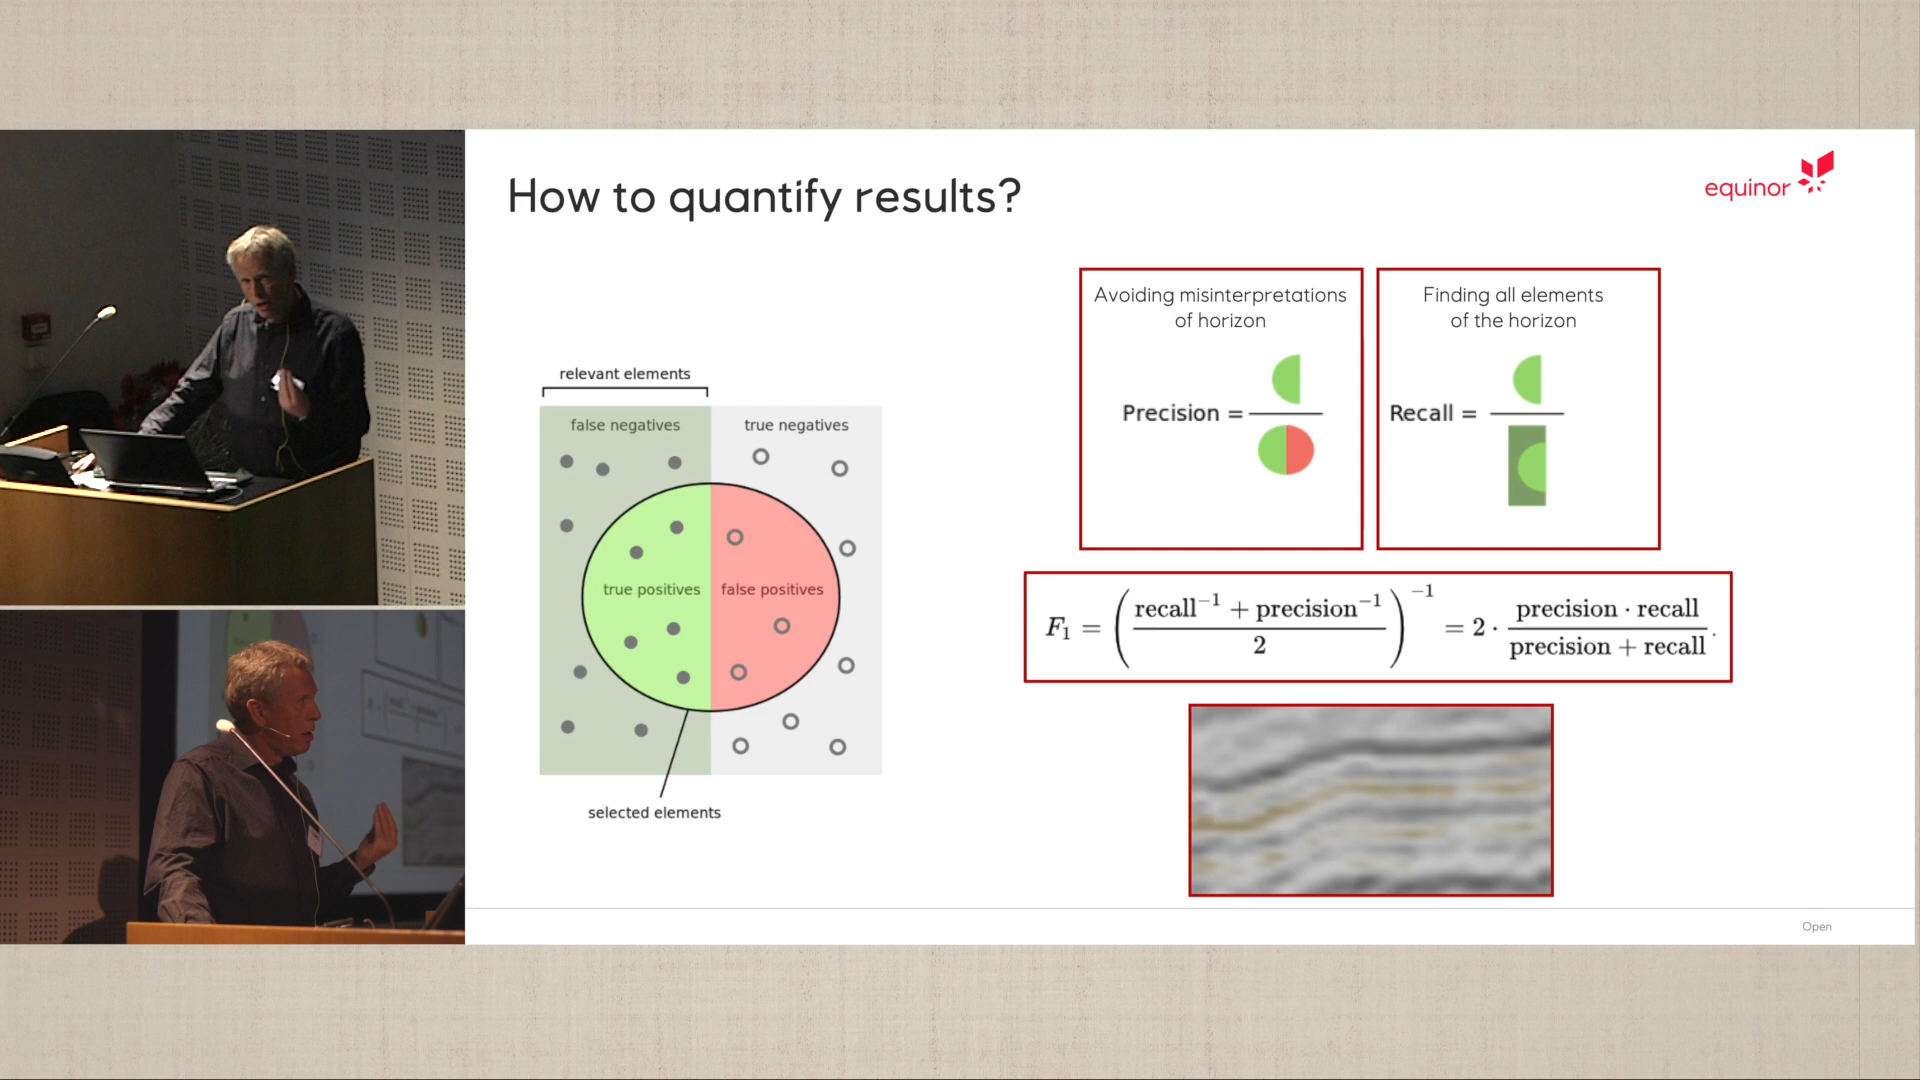 How to quantify results?
equinor
relevant elements
false negatives
true negatives
true positives
false positives
selected elements
Avoiding misinterpretations
of horizon
Precision =
Finding all elements
of the horizon
Recall =
F₁ = ( (recall⁻¹ + precision⁻¹) / 2 )⁻¹ = 2 · (precision · recall) / (precision + recall).
Open